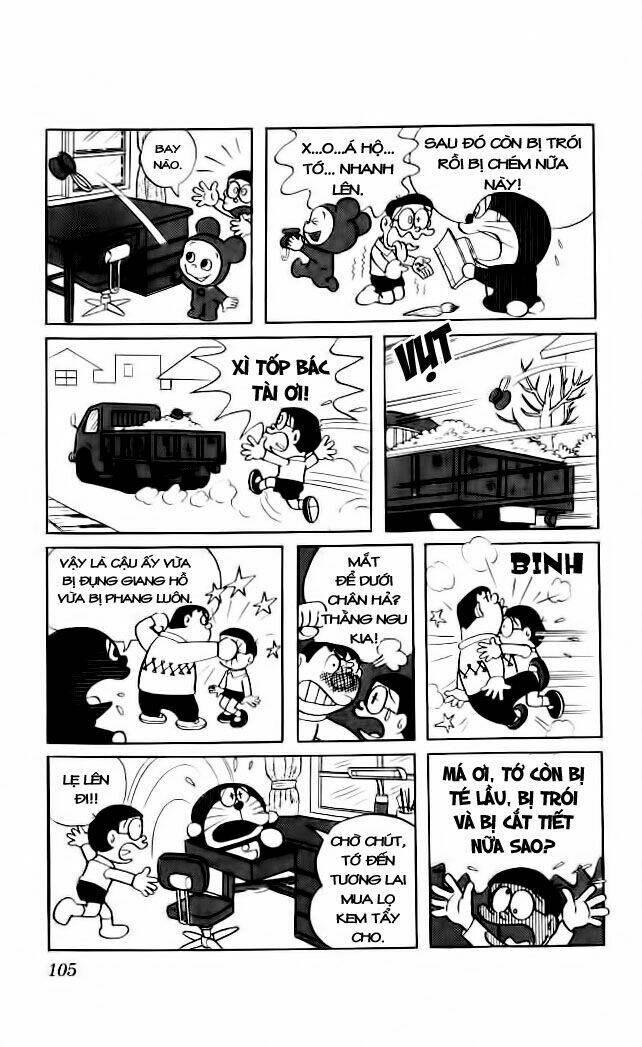 SAU ĐÓ CÒN BỊ TRÓI
RỒI BỊ CHÉM NỮA
NÀY!
X...O...Á HỘ...
TỚ... NHANH
LÊN.
BAY
NÀO.
VỤT
XÌ TỐP BÁC
TÀI ƠI!
BINH
MẮT
ĐỂ DƯỚI
CHÂN HẢ?
THẰNG NGU
KIA!
VẬY LÀ CẬU ẤY VỪA
BỊ ĐỤNG GIANG HỒ
VỪA BỊ PHANG LUÔN.
MÁ ƠI, TỚ CÒN BỊ
TÉ LẦU, BỊ TRÓI
VÀ BỊ CẮT TIẾT
NỮA SAO?
CHỜ CHÚT,
TỚ ĐẾN
TƯƠNG LAI
MUA LỌ
KEM TẨY
CHO.
LẸ LÊN
ĐI!!
105